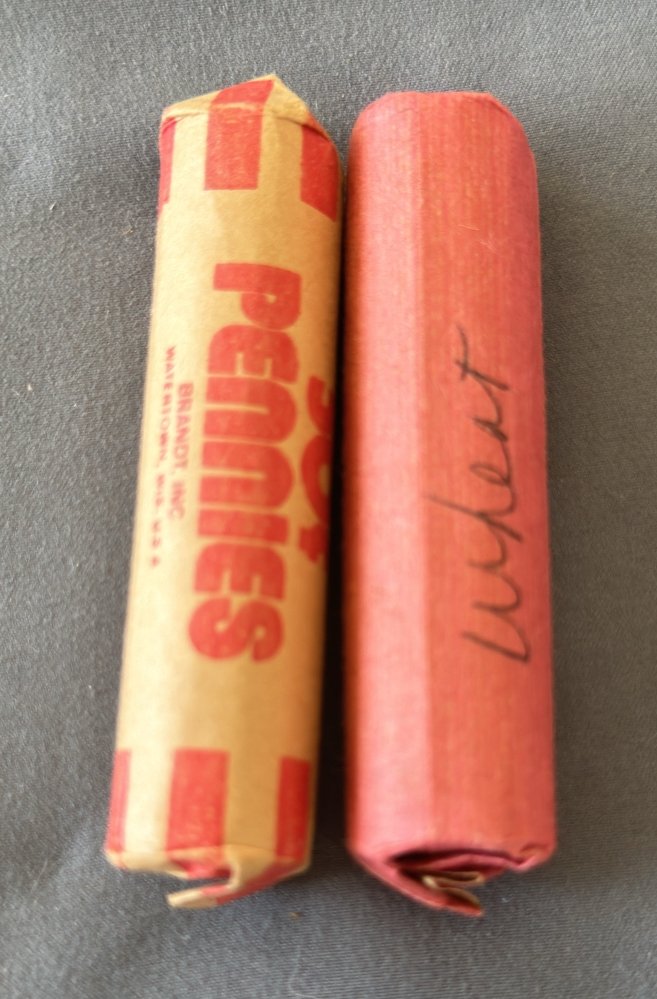 50¢
PENNIES
BRANDT, INC.
WATERTOWN, WIS. U.S.A.
Wheat